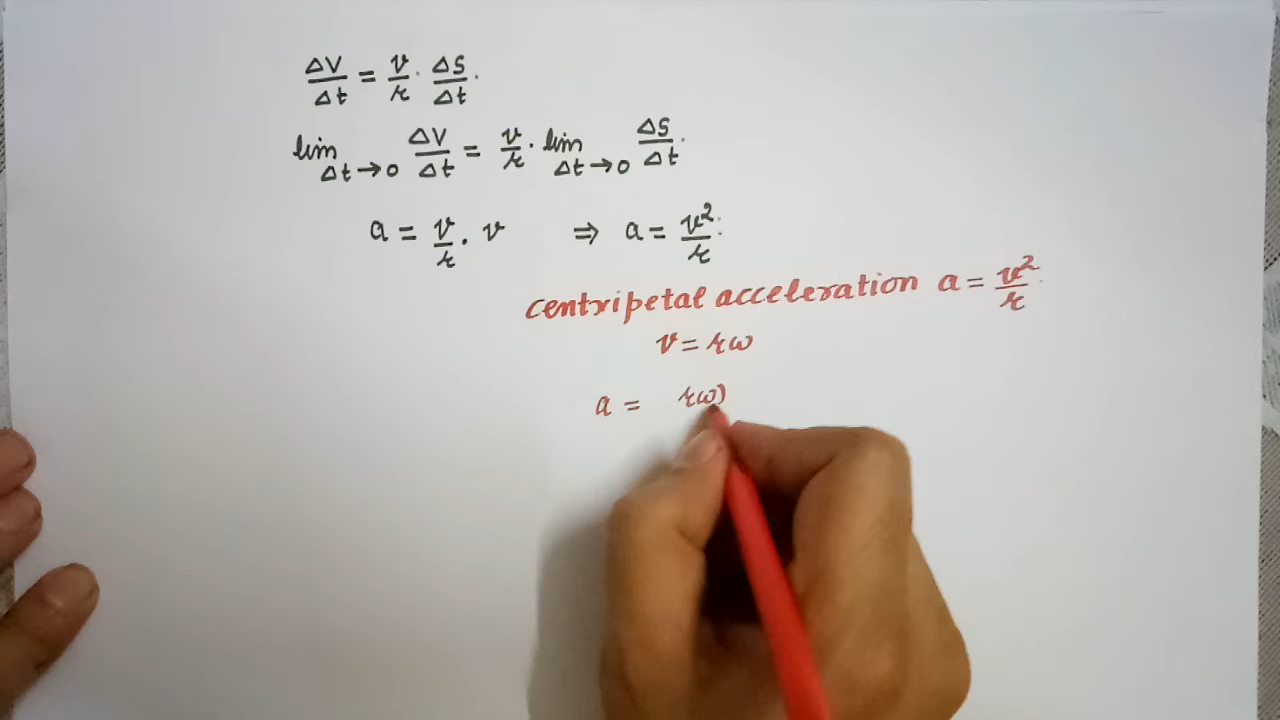 ΔV/Δt = v/r · ΔS/Δt ·
lim Δt→0 ΔV/Δt = v/r · lim Δt→0 ΔS/Δt ·
a = v/r · v ⇒ a = v²/r ·
centripetal acceleration a = v²/r ·
v = rω
a = rω)